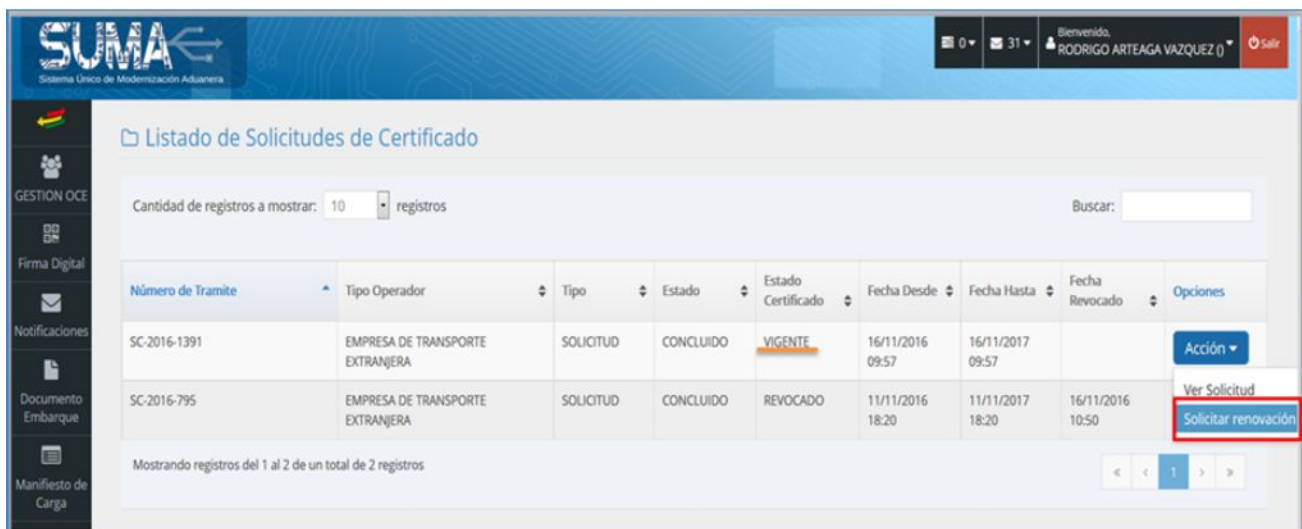 SUMA
Sistema Único de Modernización Aduanera
0
31
Bienvenido,
RODRIGO ARTEAGA VAZQUEZ ()
Salir
GESTION OCE
Firma Digital
Notificaciones
Documento
Embarque
Manifiesto de
Carga
Listado de Solicitudes de Certificado
Cantidad de registros a mostrar: 10 registros
Buscar:
Número de Tramite Tipo Operador Tipo Estado Estado Certificado Fecha Desde Fecha Hasta Fecha Revocado Opciones
SC-2016-1391 EMPRESA DE TRANSPORTE EXTRANJERA SOLICITUD CONCLUIDO VIGENTE 16/11/2016 09:57 16/11/2017 09:57 Acción
SC-2016-795 EMPRESA DE TRANSPORTE EXTRANJERA SOLICITUD CONCLUIDO REVOCADO 11/11/2016 18:20 11/11/2017 18:20 16/11/2016 10:50
Ver Solicitud
Solicitar renovación
Mostrando registros del 1 al 2 de un total de 2 registros
« ‹ 1 › »